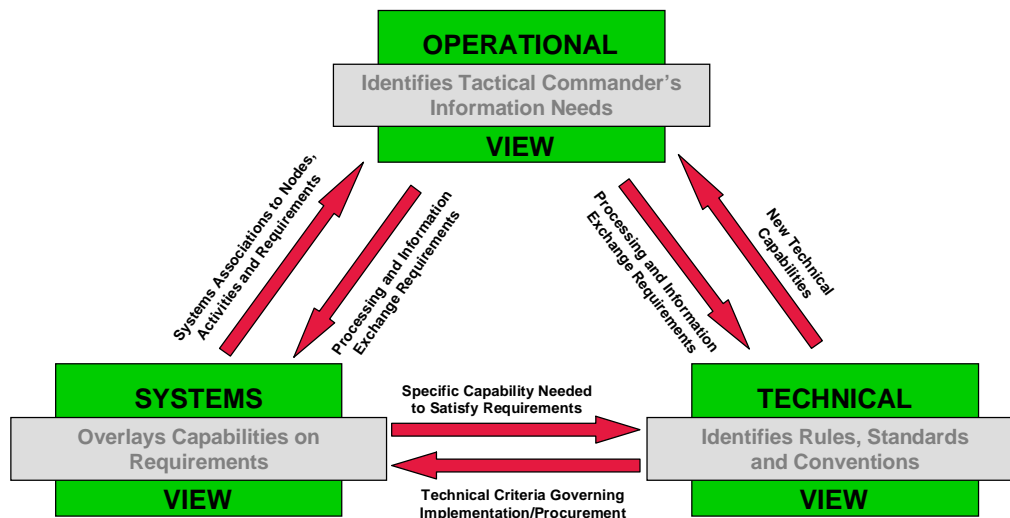 OPERATIONAL
Identifies Tactical Commander's
Information Needs
VIEW
Systems Associations to Nodes,
Activities and Requirements
Processing and Information
Exchange Requirements
Processing and Information
Exchange Requirements
New Technical
Capabilities
SYSTEMS
Overlays Capabilities on
Requirements
VIEW
Specific Capability Needed
to Satisfy Requirements
Technical Criteria Governing
Implementation/Procurement
TECHNICAL
Identifies Rules, Standards
and Conventions
VIEW